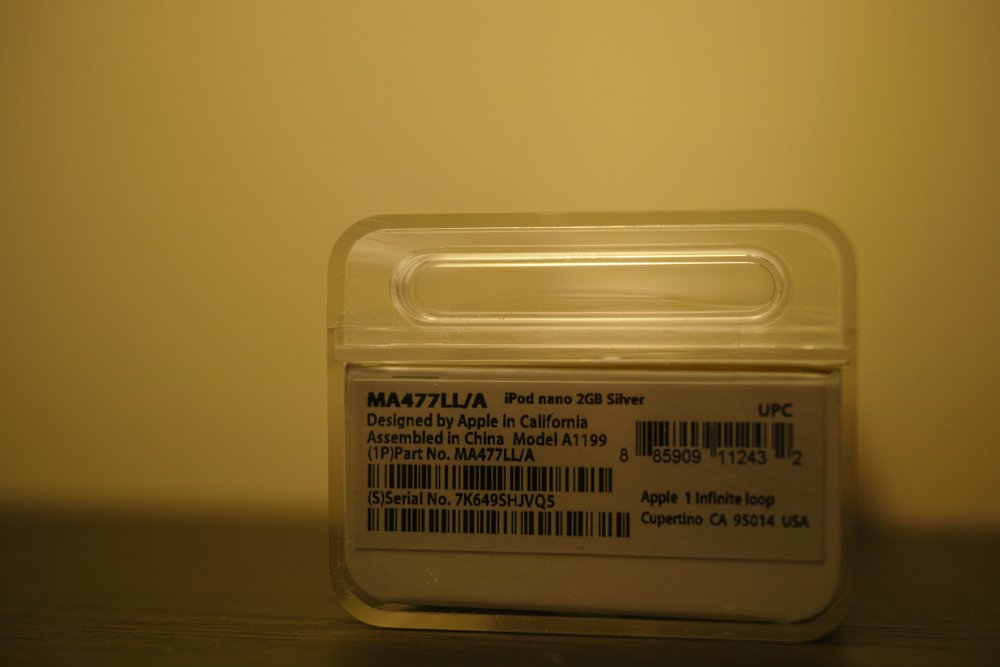 MA477LL/A iPod nano 2GB Silver
Designed by Apple in California
Assembled in China Model A1199
(1P)Part No. MA477LL/A
(S)Serial No. 7K649SHJVQ5
UPC
8 85909 11243 2
Apple 1 Infinite loop
Cupertino CA 95014 USA